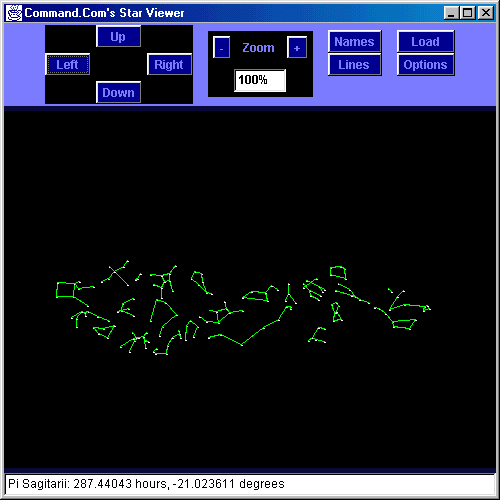 Command.Com's Star Viewer
Up
Left
Right
Down
- Zoom +
100%
Names
Load
Lines
Options
Pi Sagitarii: 287.44043 hours, -21.023611 degrees